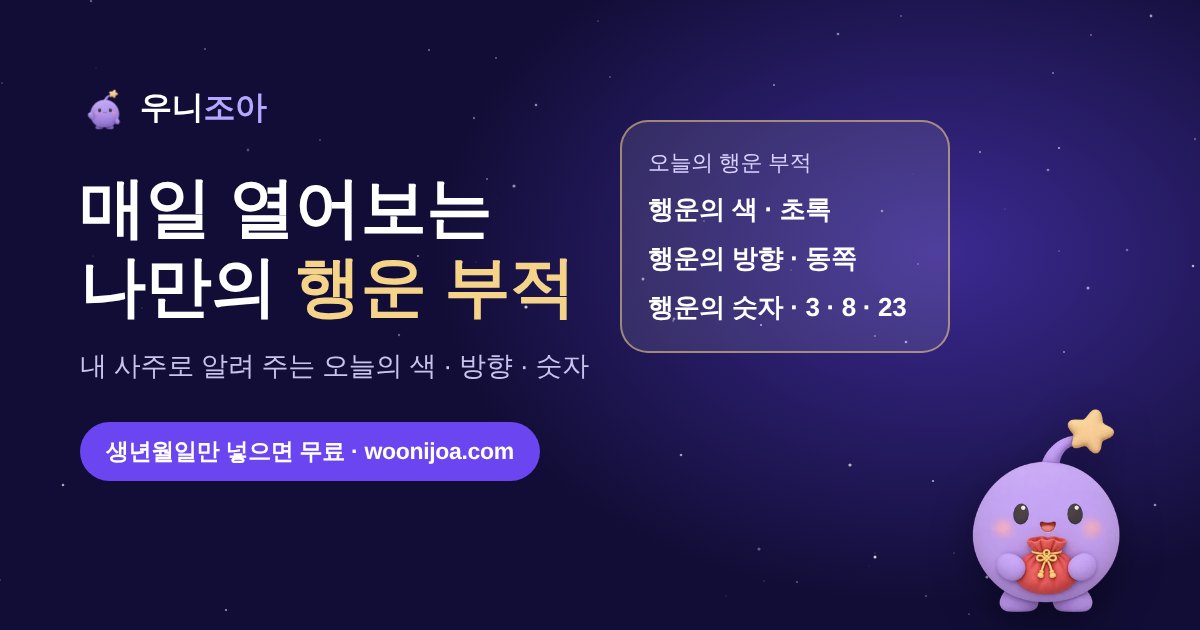 우니조아
매일 열어보는
나만의 행운 부적
내 사주로 알려 주는 오늘의 색 · 방향 · 숫자
생년월일만 넣으면 무료 · woonijoa.com
오늘의 행운 부적
행운의 색 · 초록
행운의 방향 · 동쪽
행운의 숫자 · 3 · 8 · 23